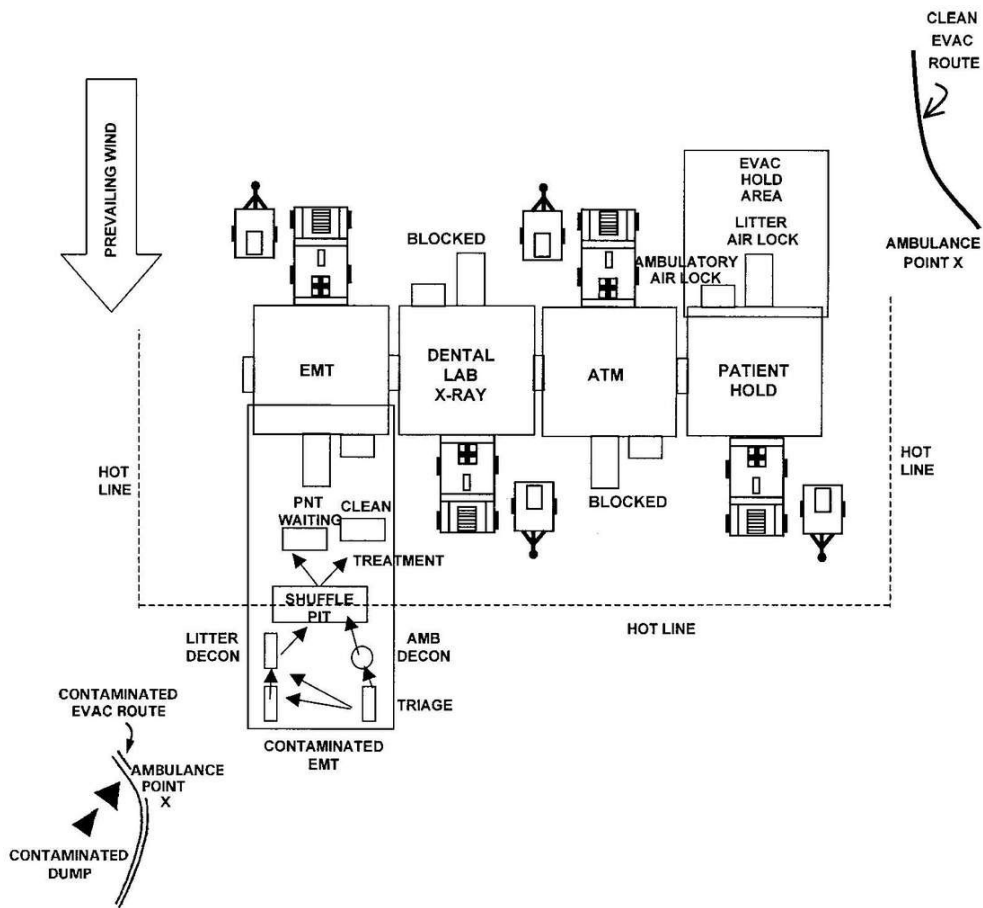 CLEAN
EVAC
ROUTE
PREVAILING WIND
EVAC
HOLD
AREA
LITTER
AIR LOCK
AMBULANCE
POINT X
BLOCKED
AMBULATORY
AIR LOCK
EMT
DENTAL
LAB
X-RAY
ATM
PATIENT
HOLD
HOT
LINE
HOT
LINE
PNT
WAITING
CLEAN
TREATMENT
BLOCKED
SHUFFLE
PIT
HOT LINE
LITTER
DECON
AMB
DECON
TRIAGE
CONTAMINATED
EMT
CONTAMINATED
EVAC ROUTE
AMBULANCE
POINT
X
CONTAMINATED
DUMP